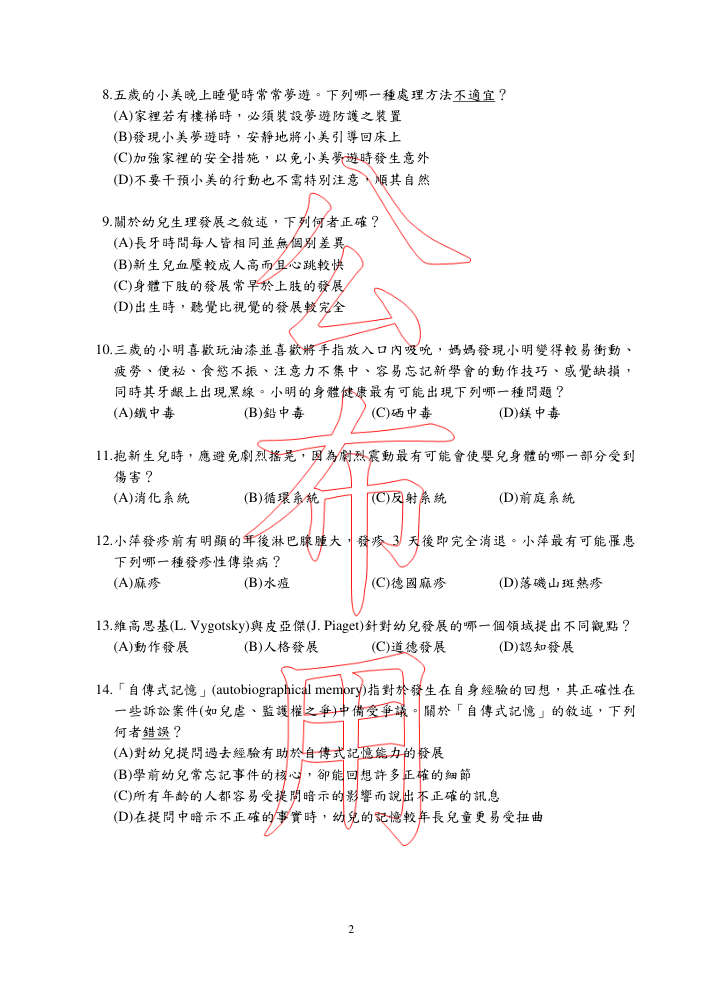 8.五歲的小美晚上睡覺時常常夢遊。下列哪一種處理方法不適宜？
(A)家裡若有樓梯時，必須裝設夢遊防護之裝置
(B)發現小美夢遊時，安靜地將小美引導回床上
(C)加強家裡的安全措施，以免小美夢遊時發生意外
(D)不要干預小美的行動也不需特別注意，順其自然
9.關於幼兒生理發展之敘述，下列何者正確？
(A)長牙時間每人皆相同並無個別差異
(B)新生兒血壓較成人高而且心跳較快
(C)身體下肢的發展常早於上肢的發展
(D)出生時，聽覺比視覺的發展較完全
10.三歲的小明喜歡玩油漆並喜歡將手指放入口內吸吮，媽媽發現小明變得較易衝動、
疲勞、便祕、食慾不振、注意力不集中、容易忘記新學會的動作技巧、感覺缺損，
同時其牙齦上出現黑線。小明的身體健康最有可能出現下列哪一種問題？
(A)鐵中毒 (B)鉛中毒 (C)硒中毒 (D)鎂中毒
11.抱新生兒時，應避免劇烈搖晃，因為劇烈震動最有可能會使嬰兒身體的哪一部分受到
傷害？
(A)消化系統 (B)循環系統 (C)反射系統 (D)前庭系統
12.小萍發疹前有明顯的耳後淋巴腺腫大，發疹 3 天後即完全消退。小萍最有可能罹患
下列哪一種發疹性傳染病？
(A)麻疹 (B)水痘 (C)德國麻疹 (D)落磯山斑熱疹
13.維高思基(L. Vygotsky)與皮亞傑(J. Piaget)針對幼兒發展的哪一個領域提出不同觀點？
(A)動作發展 (B)人格發展 (C)道德發展 (D)認知發展
14.「自傳式記憶」(autobiographical memory)指對於發生在自身經驗的回想，其正確性在
一些訴訟案件(如兒虐、監護權之爭)中備受爭議。關於「自傳式記憶」的敘述，下列
何者錯誤？
(A)對幼兒提問過去經驗有助於自傳式記憶能力的發展
(B)學前幼兒常忘記事件的核心，卻能回想許多正確的細節
(C)所有年齡的人都容易受提問暗示的影響而說出不正確的訊息
(D)在提問中暗示不正確的事實時，幼兒的記憶較年長兒童更易受扭曲
公布用
2